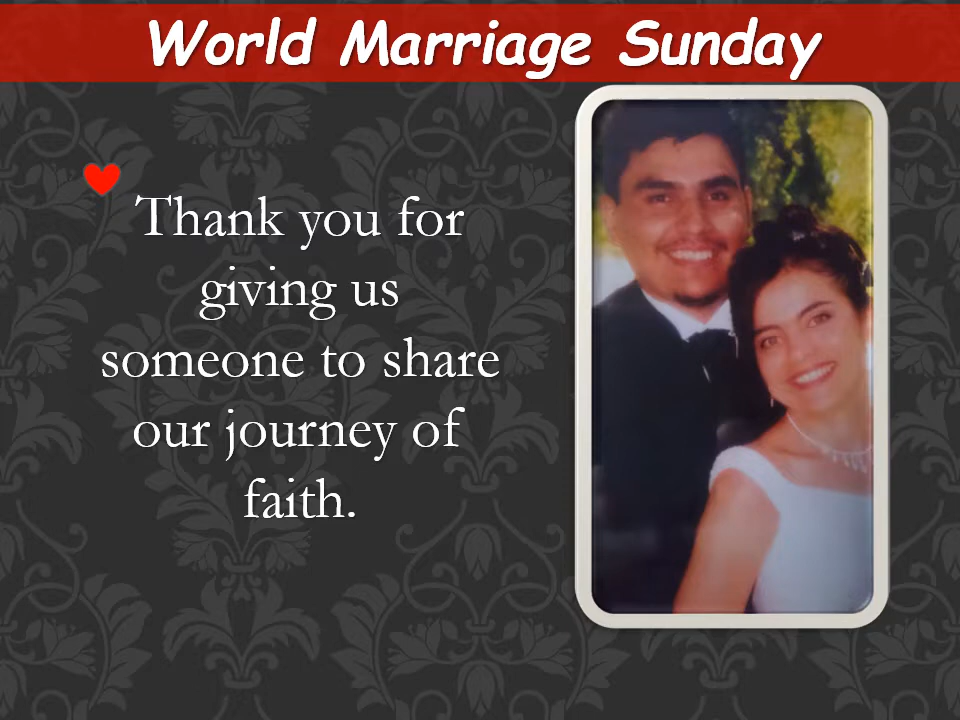 World Marriage Sunday
Thank you for
giving us
someone to share
our journey of
faith.